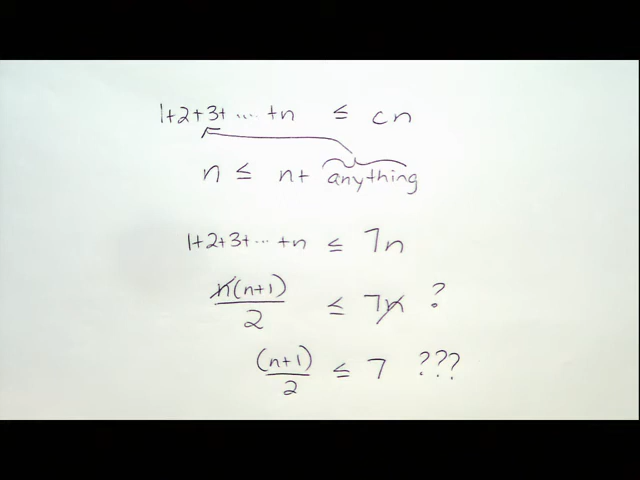 1+2+3+ ... +n ≤ cn
n ≤ n+ anything
1+2+3+ ... +n ≤ 7n
n(n+1)/2 ≤ 7n ?
(n+1)/2 ≤ 7 ???